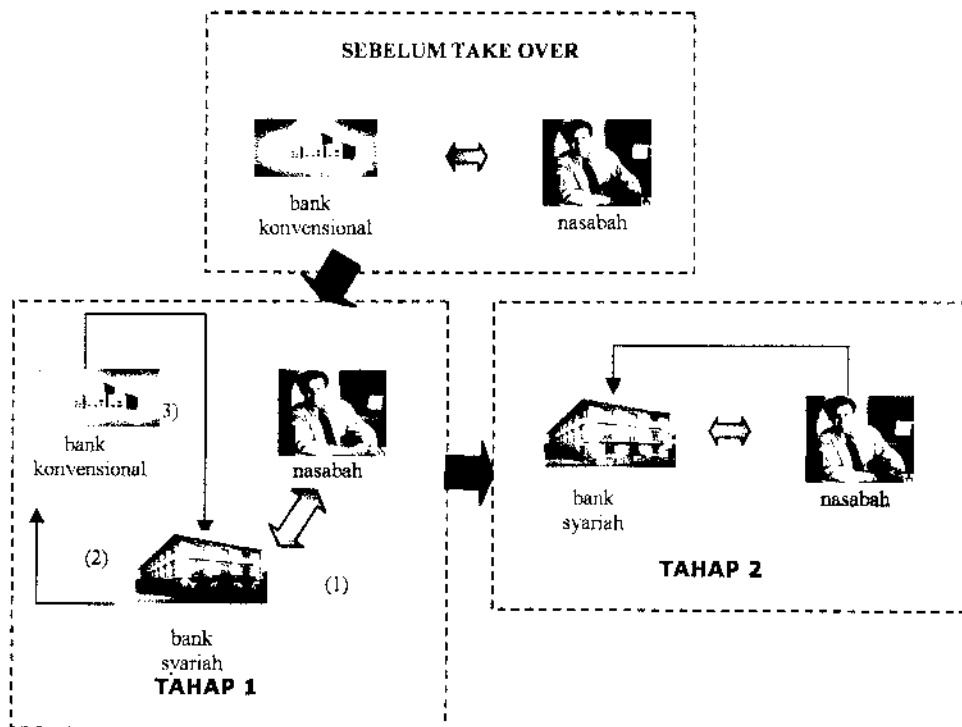 SEBELUM TAKE OVER
bank
konvensional
nasabah
3)
bank
konvensional
nasabah
(2)
(1)
bank
syariah
TAHAP 1
bank
syariah
nasabah
TAHAP 2